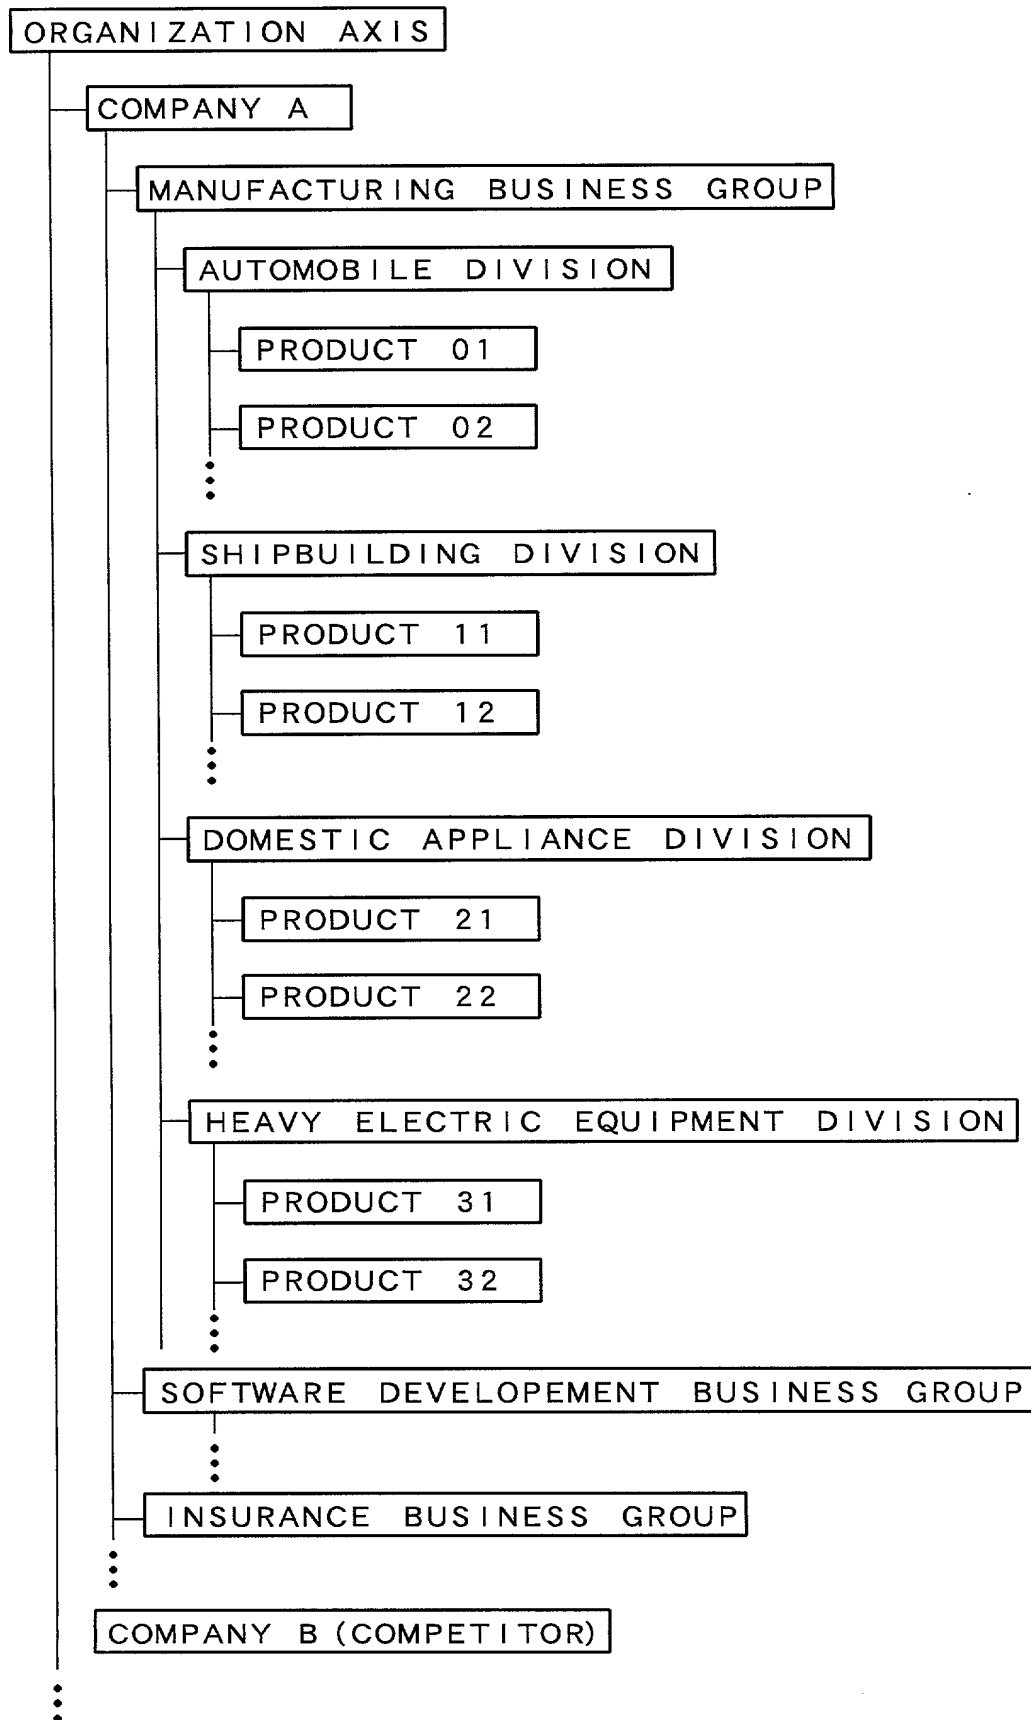 ORGANIZATION AXIS
COMPANY A
MANUFACTURING BUSINESS GROUP
AUTOMOBILE DIVISION
PRODUCT 01
PRODUCT 02
SHIPBUILDING DIVISION
PRODUCT 11
PRODUCT 12
DOMESTIC APPLIANCE DIVISION
PRODUCT 21
PRODUCT 22
HEAVY ELECTRIC EQUIPMENT DIVISION
PRODUCT 31
PRODUCT 32
SOFTWARE DEVELOPEMENT BUSINESS GROUP
INSURANCE BUSINESS GROUP
COMPANY B (COMPETITOR)